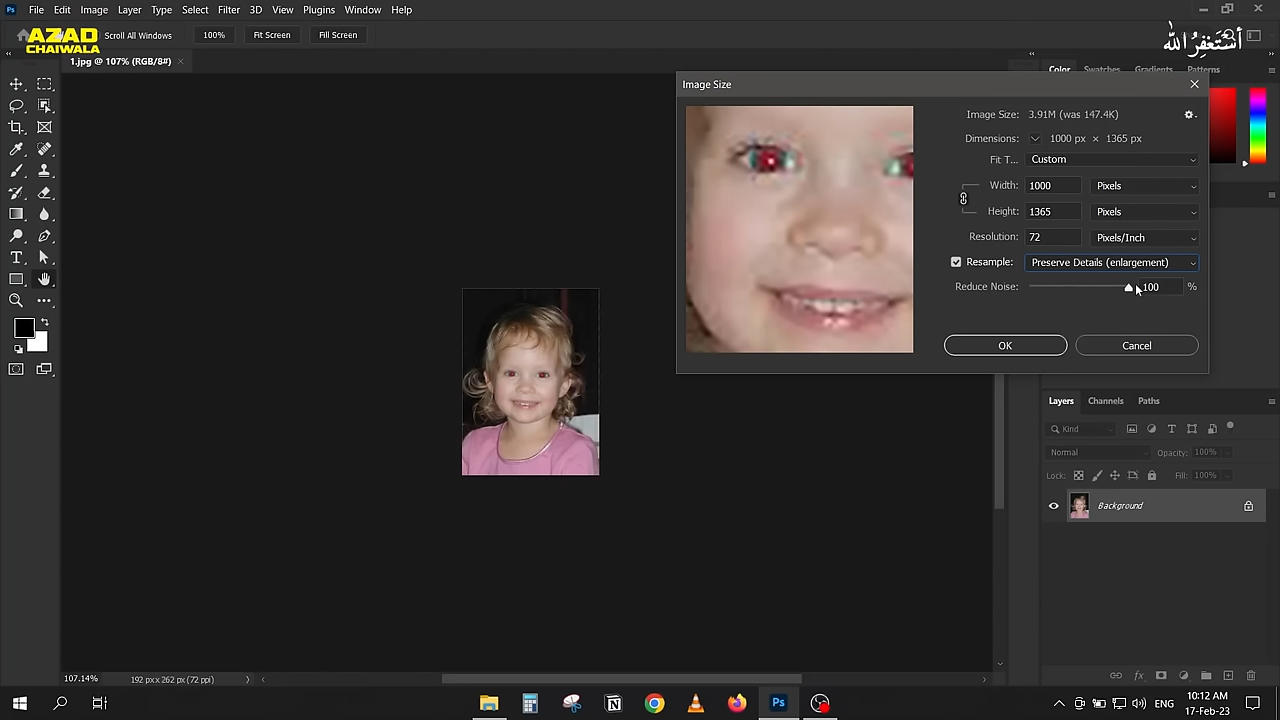 File Edit Image Layer Type Select Filter 3D View Plugins Window Help
AZAD
CHAIWALA
Scroll All Windows 100% Fit Screen Fill Screen
أستغفر الله
1.jpg @ 107% (RGB/8#)
Color Swatches Gradients Patterns
Image Size
Image Size: 3.91M (was 147.4K)
Dimensions: 1000 px × 1365 px
Fit T... Custom
Width: 1000 Pixels
Height: 1365 Pixels
Resolution: 72 Pixels/Inch
Resample: Preserve Details (enlargement)
Reduce Noise: 100 %
OK Cancel
Layers Channels Paths
Kind
Normal Opacity: 100%
Lock: Fill: 100%
Background
107.14% 192 px x 262 px (72 ppi)
ENG
10:12 AM
17-Feb-23